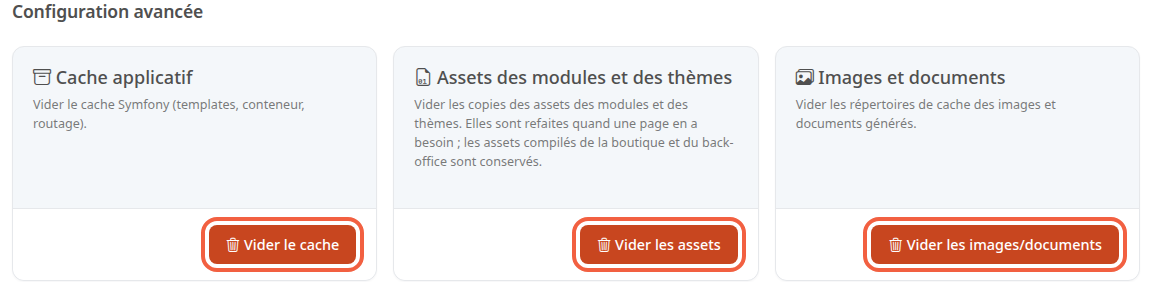 Configuration avancée
Cache applicatif
Vider le cache Symfony (templates, conteneur,
routage).
Vider le cache
Assets des modules et des thèmes
Vider les copies des assets des modules et des
thèmes. Elles sont refaites quand une page en a
besoin ; les assets compilés de la boutique et du back-
office sont conservés.
Vider les assets
Images et documents
Vider les répertoires de cache des images et
documents générés.
Vider les images/documents